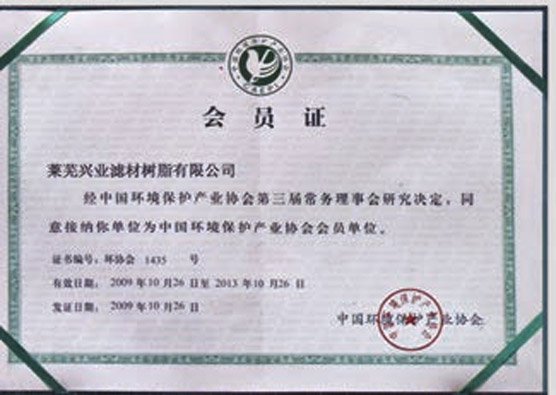 会员证
莱芜兴业滤材树脂有限公司
经中国环境保护产业协会第三届常务理事会研究决定，同
意接纳你单位为中国环境保护产业协会会员单位。
证书编号：环协会 1435 号
有效日期： 2009 年 10 月 26 日至 2013 年 10 月 26 日
发证日期： 2009 年 10 月 26 日
中国环境保护产业协会